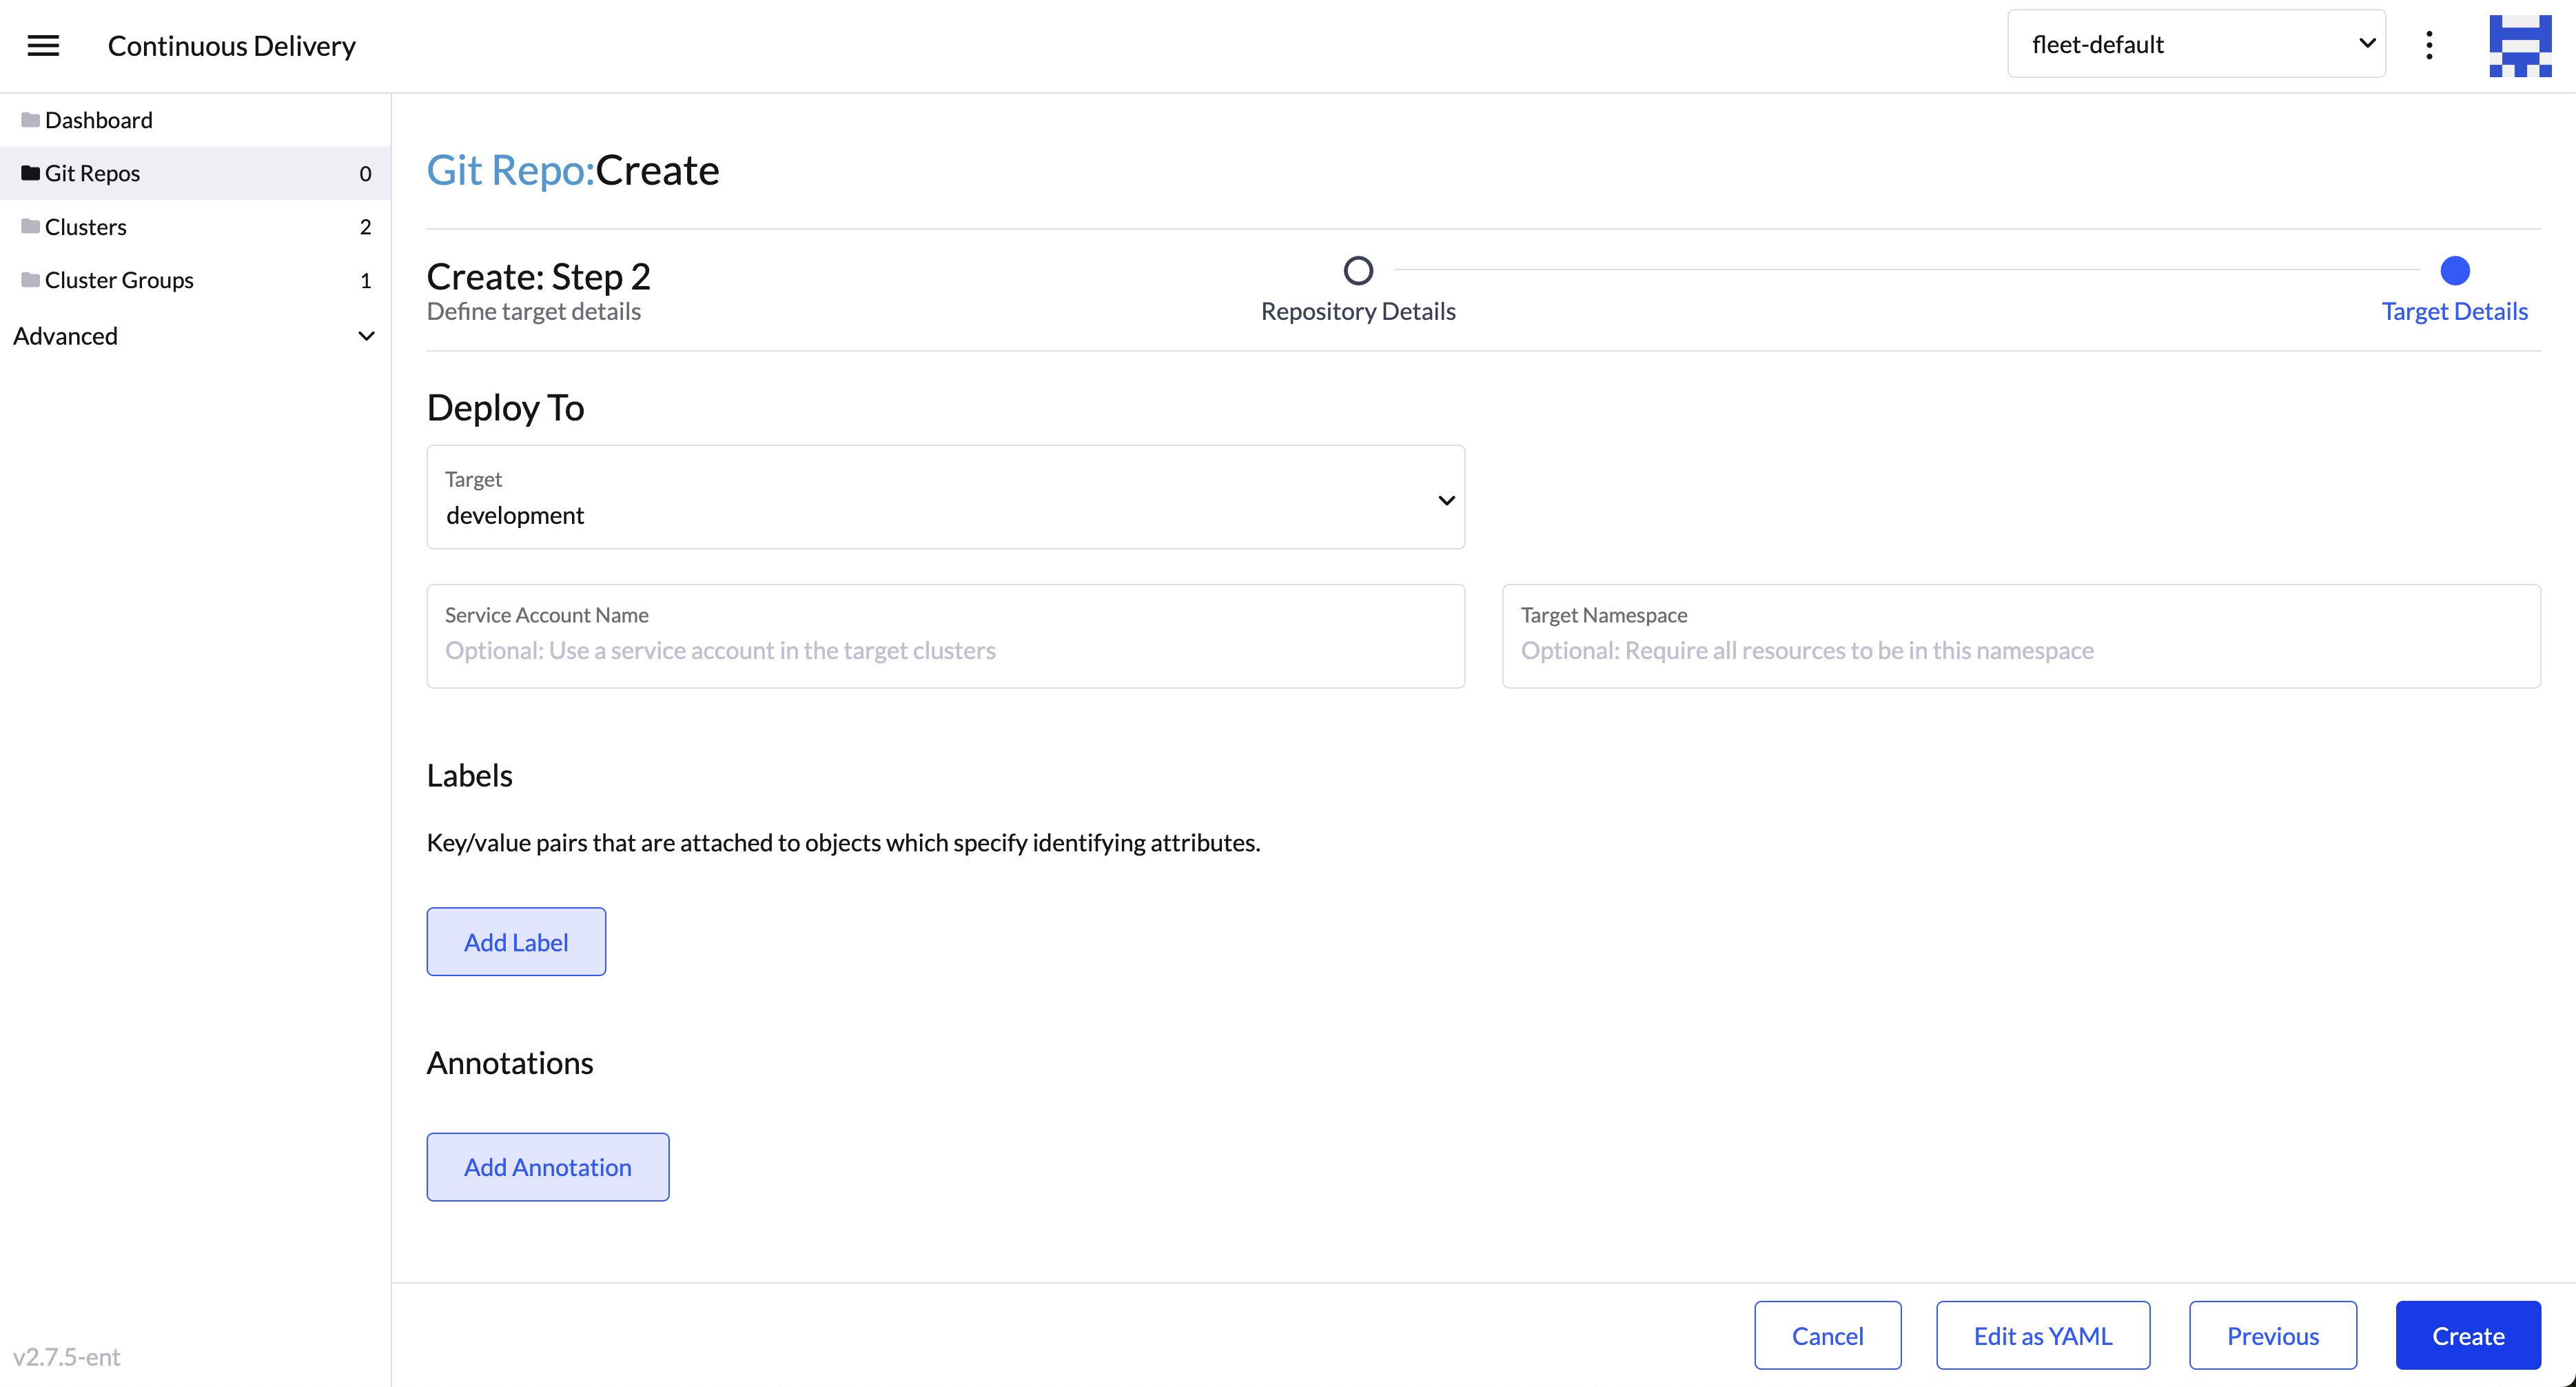 Continuous Delivery
fleet-default
Dashboard
Git Repos 0
Clusters 2
Cluster Groups 1
Advanced
v2.7.5-ent
Git Repo:Create
Create: Step 2
Define target details
Repository Details
Target Details
Deploy To
Target
development
Service Account Name
Optional: Use a service account in the target clusters
Target Namespace
Optional: Require all resources to be in this namespace
Labels
Key/value pairs that are attached to objects which specify identifying attributes.
Add Label
Annotations
Add Annotation
Cancel
Edit as YAML
Previous
Create